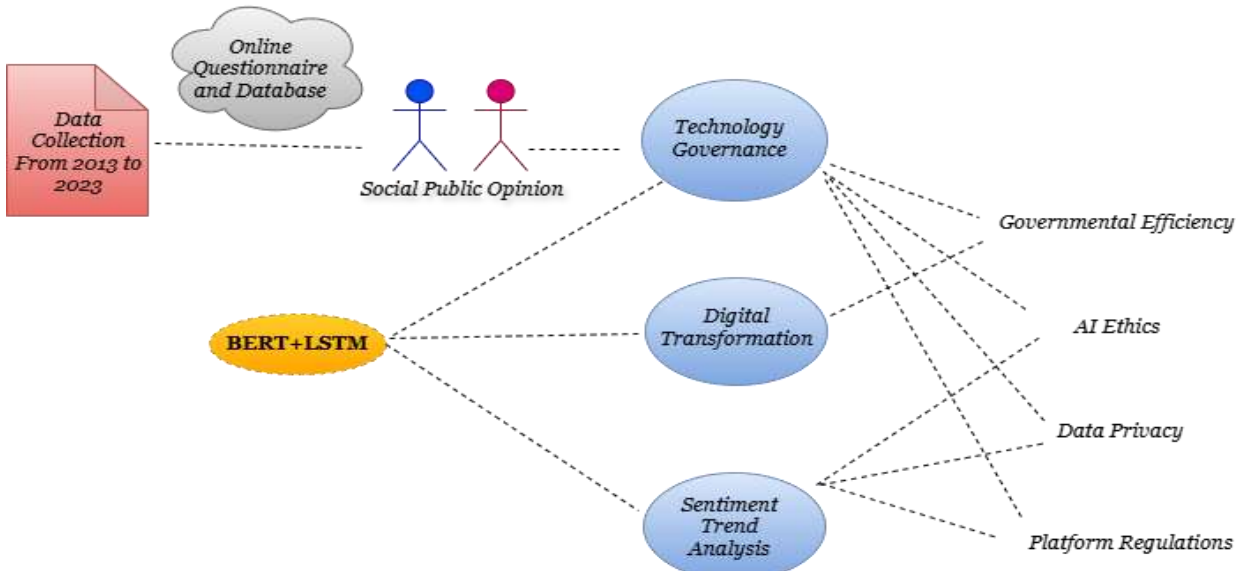 Online
Questionnaire
and Database
Data
Collection
From 2013 to
2023
Social Public Opinion
Technology
Governance
Governmental Efficiency
BERT+LSTM
Digital
Transformation
AI Ethics
Data Privacy
Sentiment
Trend
Analysis
Platform Regulations